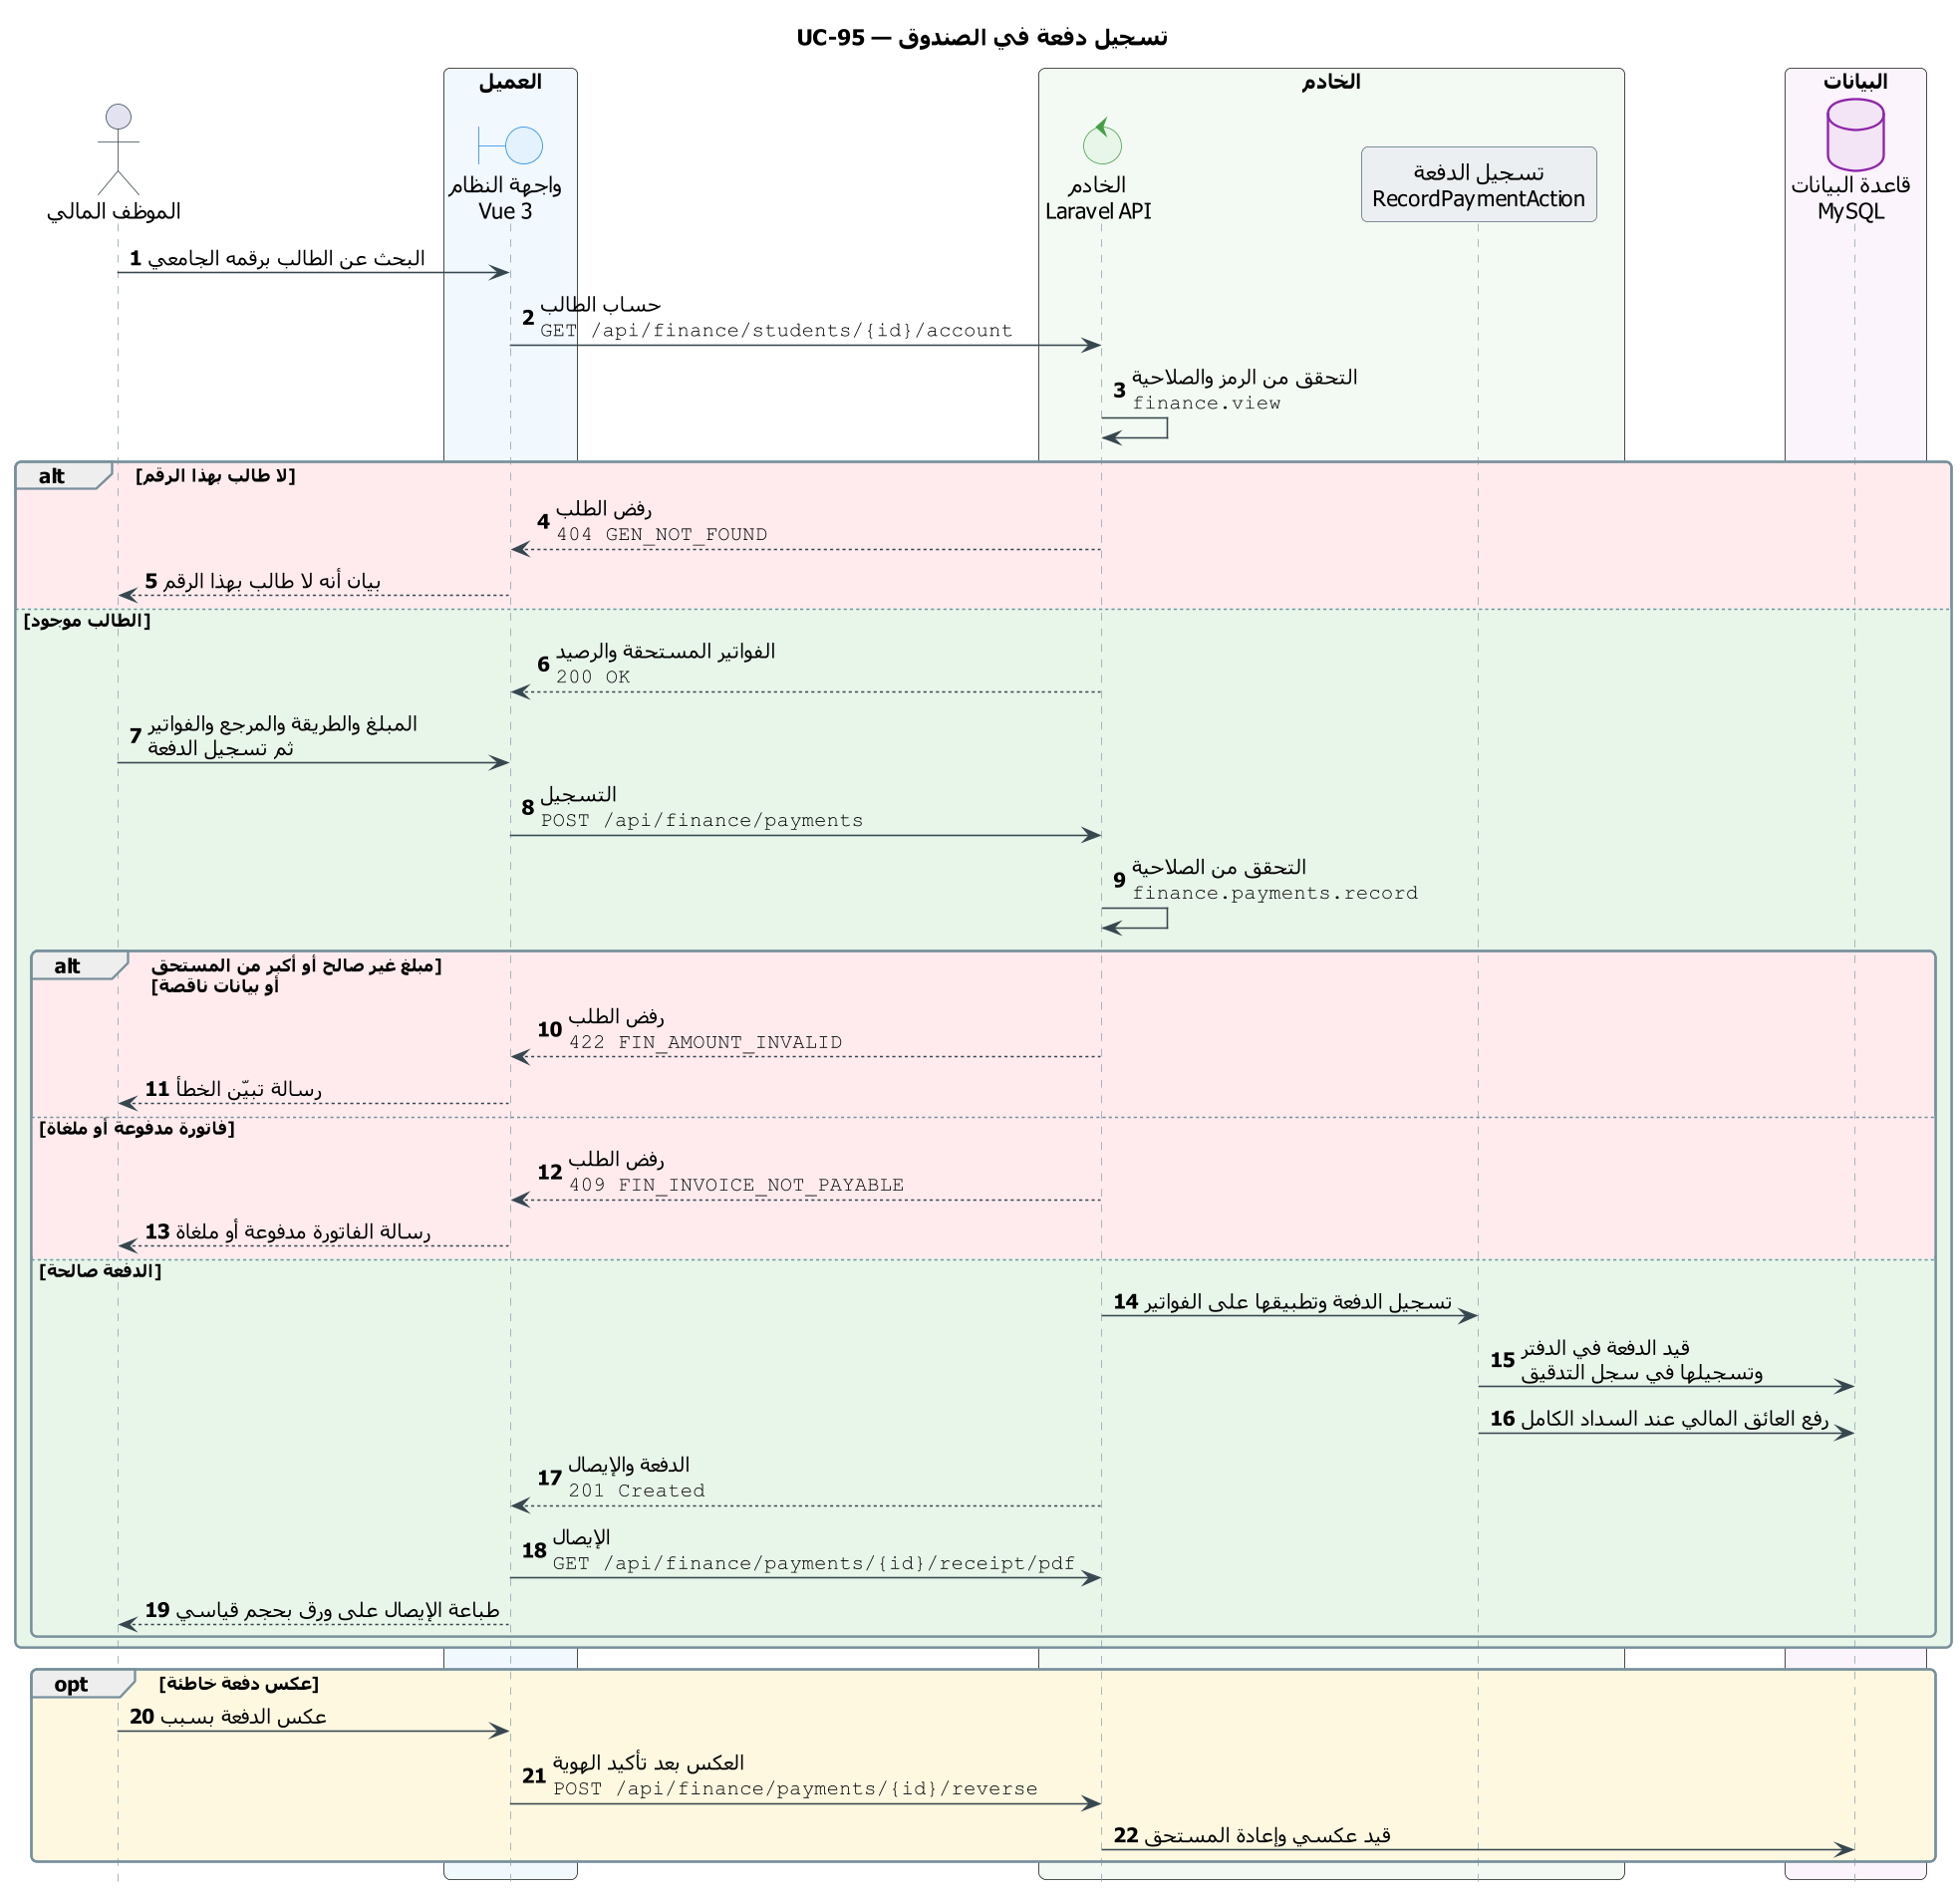 UC-95 — تسجيل دفعة في الصندوق
العميل
الخادم
البيانات
الموظف المالي
واجهة النظام
Vue 3
الخادم
Laravel API
تسجيل الدفعة
RecordPaymentAction
قاعدة البيانات
MySQL
1 البحث عن الطالب برقمه الجامعي
2 حساب الطالب
GET /api/finance/students/{id}/account
3 التحقق من الرمز والصلاحية
finance.view
alt [لا طالب بهذا الرقم]
4 رفض الطلب
404 GEN_NOT_FOUND
5 بيان أنه لا طالب بهذا الرقم
[الطالب موجود]
6 الفواتير المستحقة والرصيد
200 OK
7 المبلغ والطريقة والمرجع والفواتير
ثم تسجيل الدفعة
8 التسجيل
POST /api/finance/payments
9 التحقق من الصلاحية
finance.payments.record
alt [مبلغ غير صالح أو أكبر من المستحق
أو بيانات ناقصة]
10 رفض الطلب
422 FIN_AMOUNT_INVALID
11 رسالة تبيّن الخطأ
[فاتورة مدفوعة أو ملغاة]
12 رفض الطلب
409 FIN_INVOICE_NOT_PAYABLE
13 رسالة الفاتورة مدفوعة أو ملغاة
[الدفعة صالحة]
14 تسجيل الدفعة وتطبيقها على الفواتير
15 قيد الدفعة في الدفتر
وتسجيلها في سجل التدقيق
16 رفع العائق المالي عند السداد الكامل
17 الدفعة والإيصال
201 Created
18 الإيصال
GET /api/finance/payments/{id}/receipt/pdf
19 طباعة الإيصال على ورق بحجم قياسي
opt [عكس دفعة خاطئة]
20 عكس الدفعة بسبب
21 العكس بعد تأكيد الهوية
POST /api/finance/payments/{id}/reverse
22 قيد عكسي وإعادة المستحق